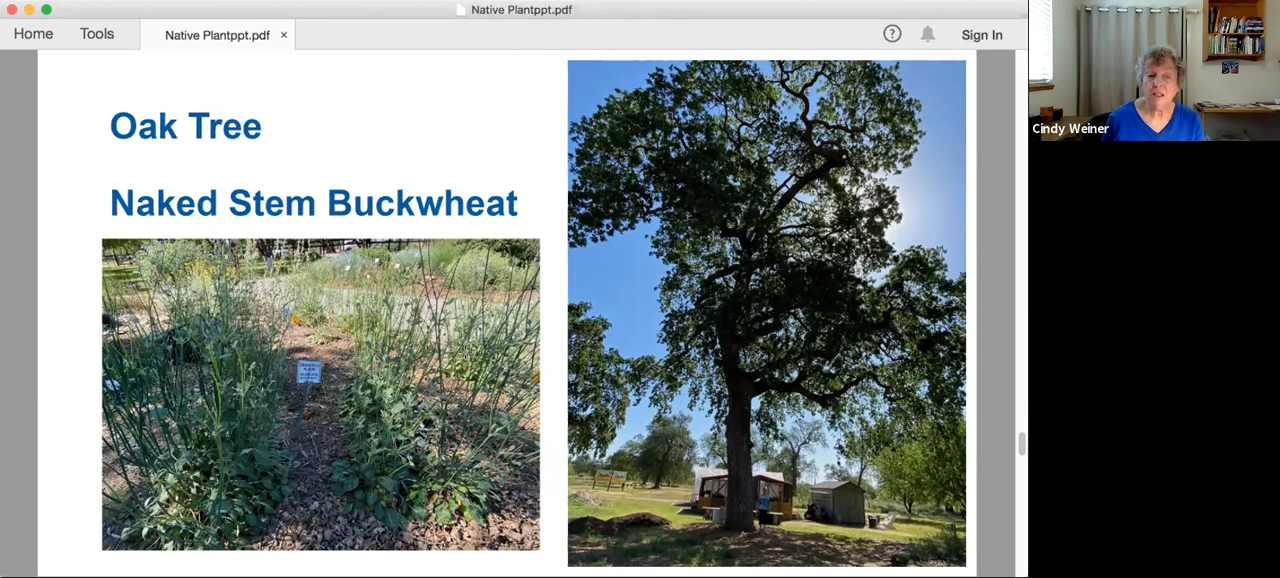 Native Plantppt.pdf
Home Tools Native Plantppt.pdf × ? Sign In
Oak Tree
Naked Stem Buckwheat
Cindy Weiner